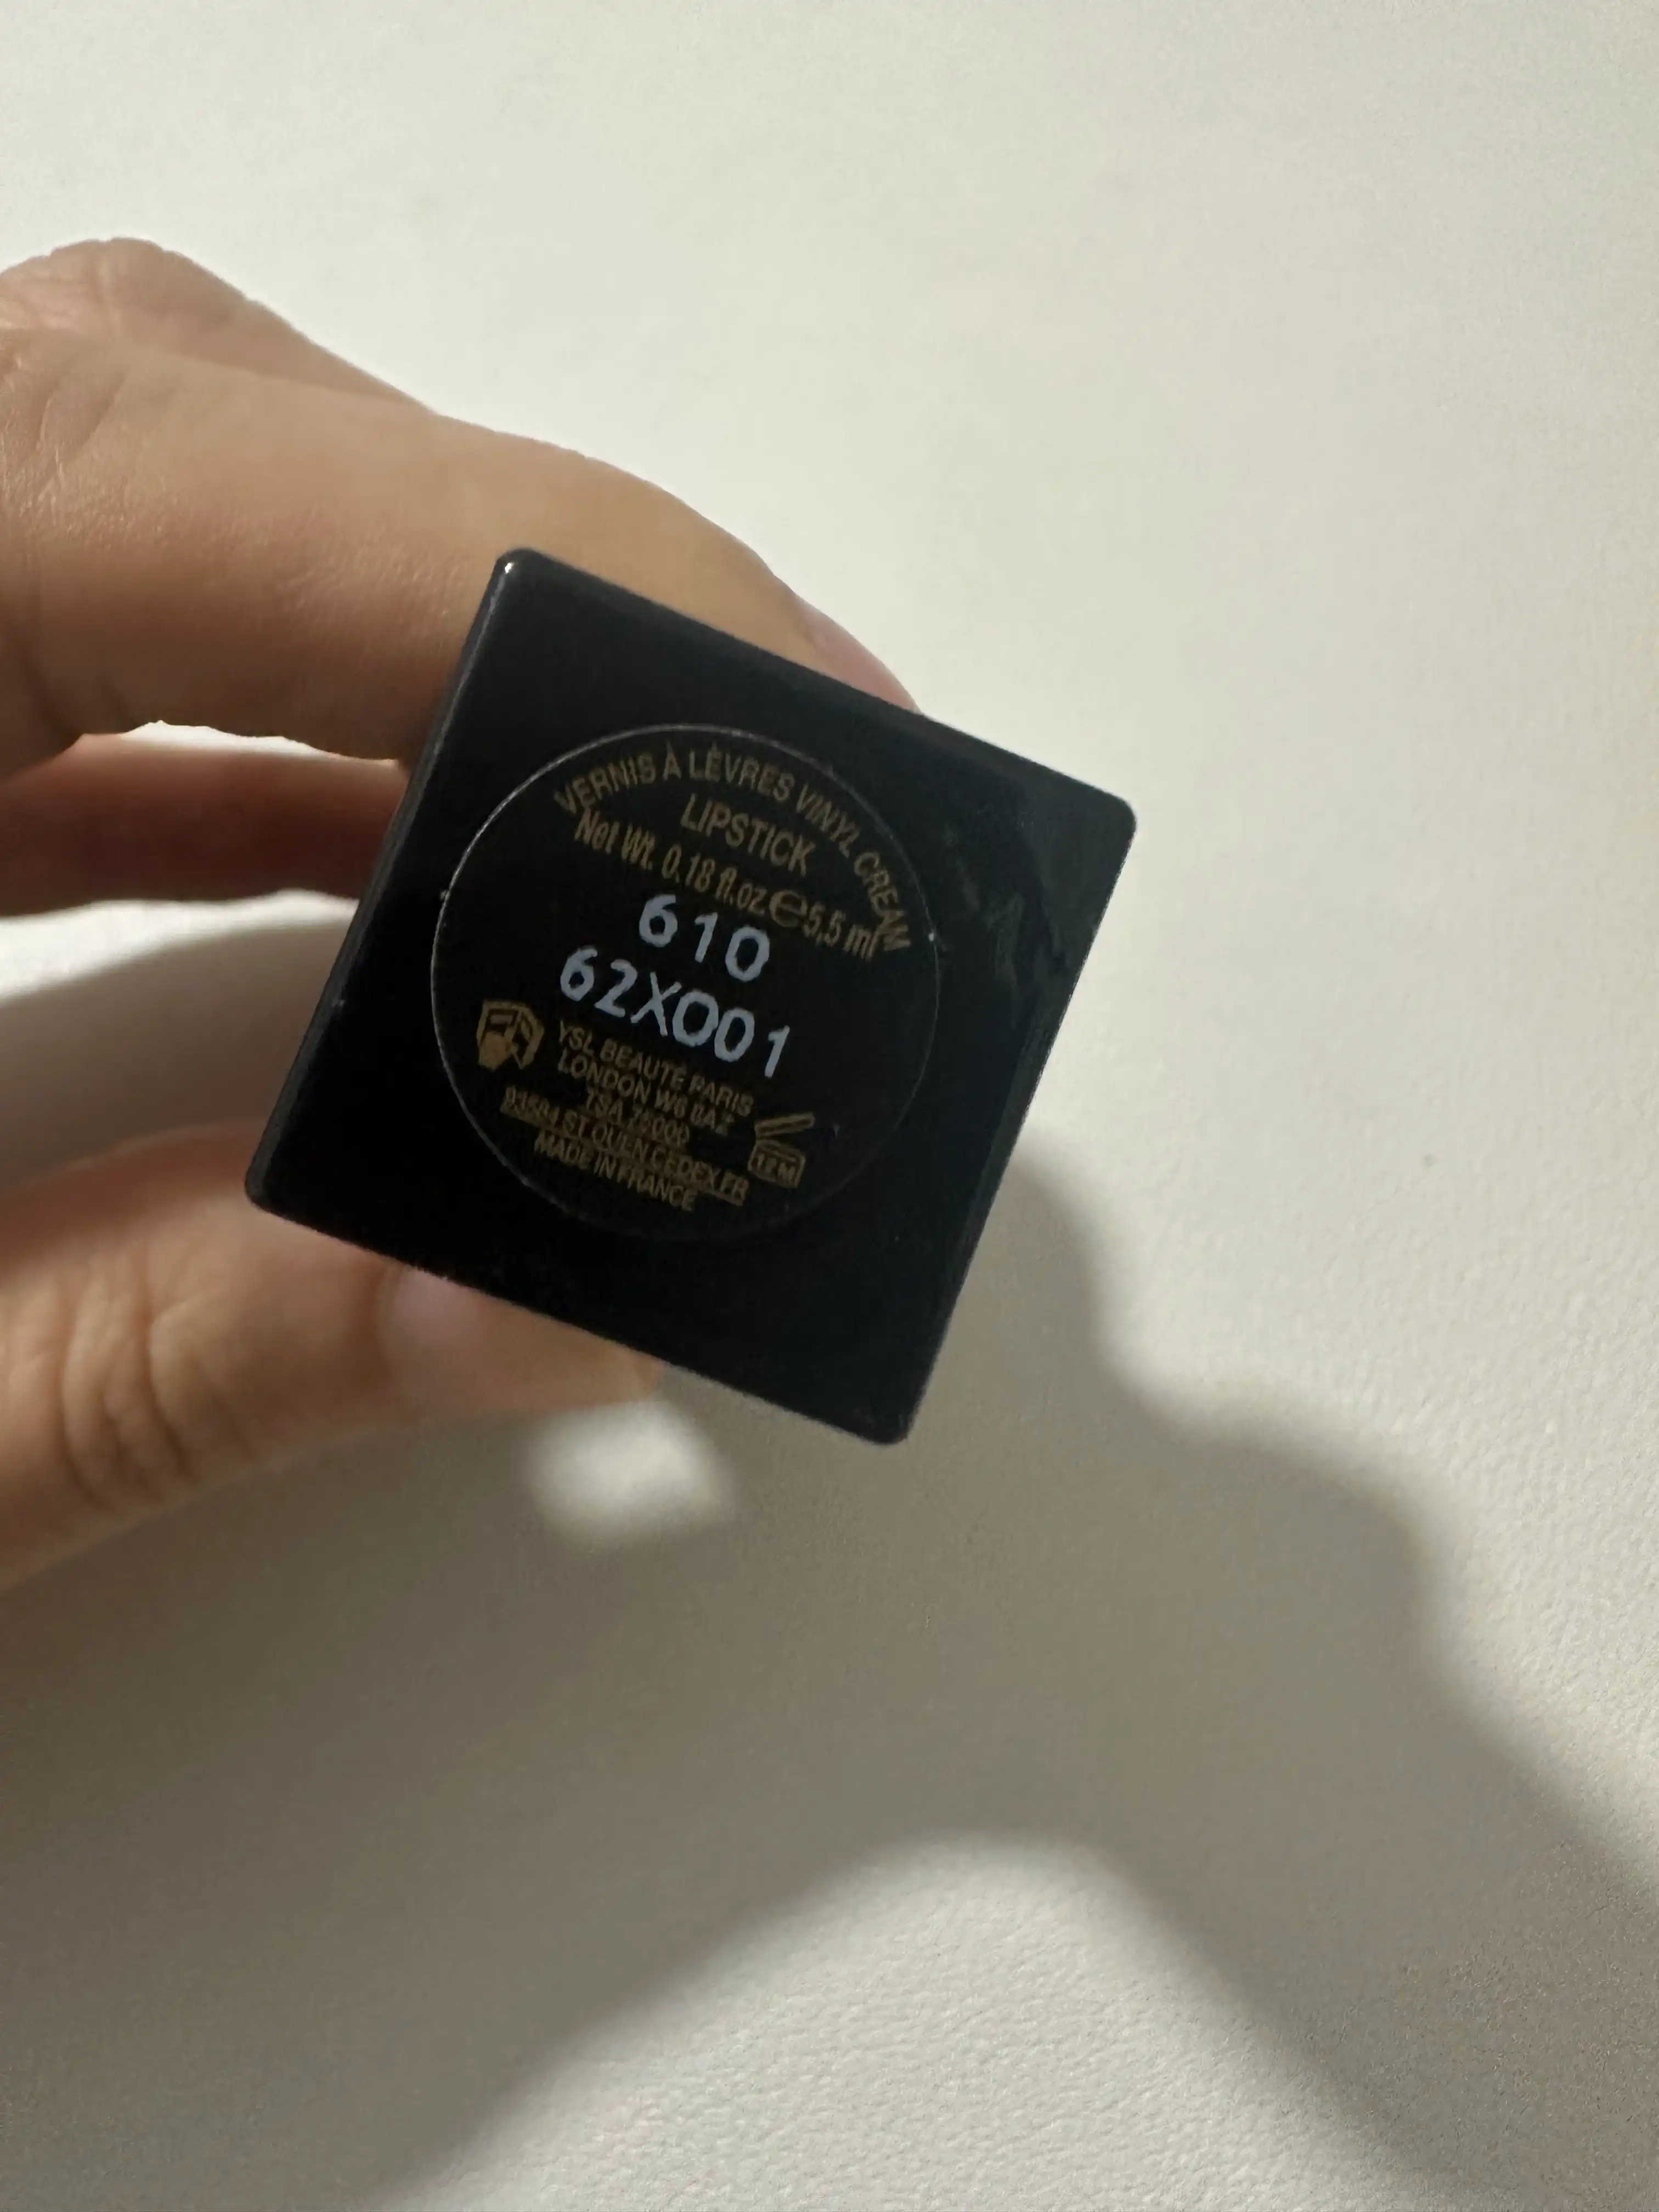 VERNIS À LÈVRES VINYL CREAM
LIPSTICK
Net Wt. 0.18 fl.oz ℮ 5,5 ml
610
62X001
YSL BEAUTÉ PARIS
LONDON W6 8AZ
TSA 75000
93584 ST OUEN CEDEX FR
MADE IN FRANCE
12 M